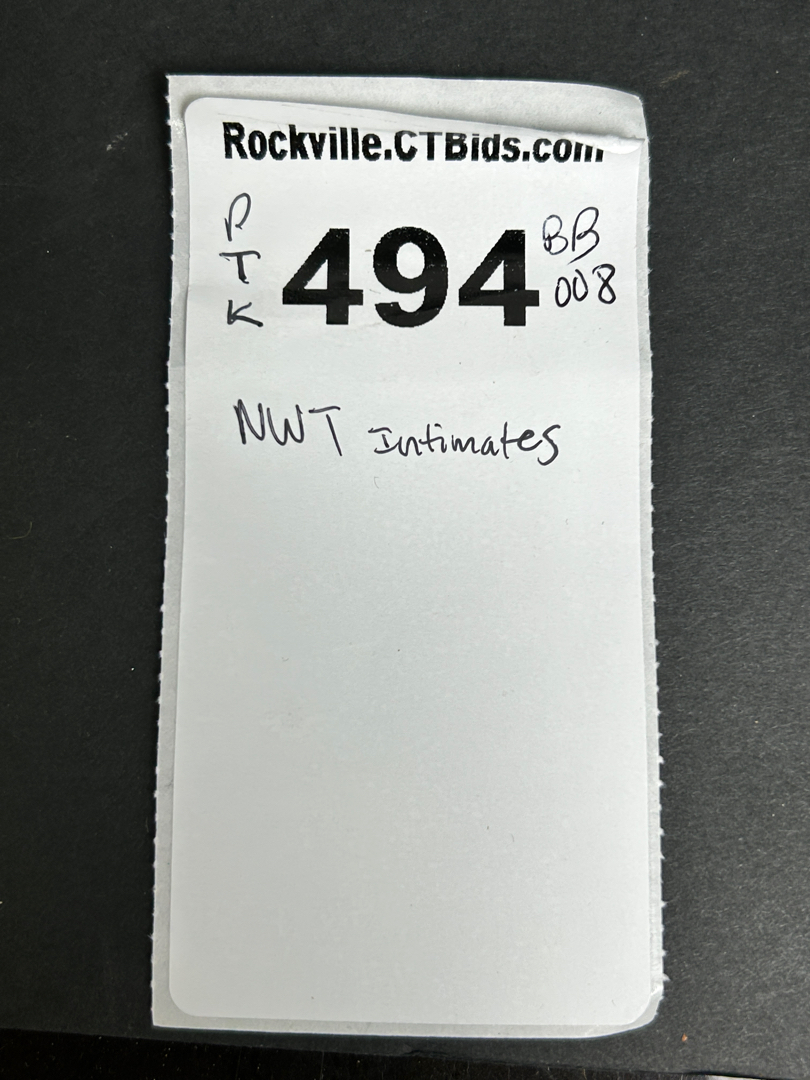 Rockville.CTBids.com
P
T
K
494
BB
008
NWT Intimates